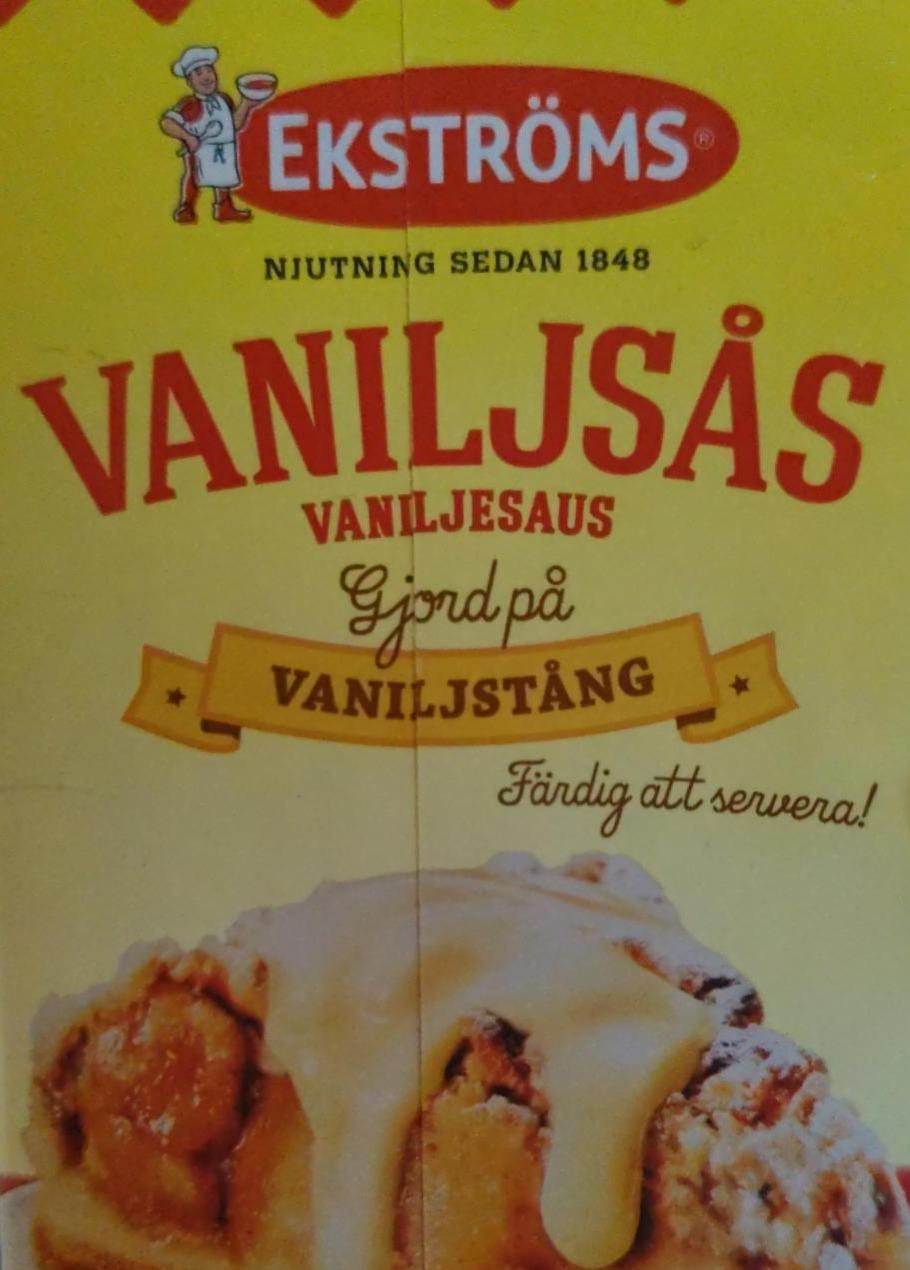 EKSTRÖMS®
NJUTNING SEDAN 1848
VANILJSÅS
VANILJESAUS
Gjord på
VANILJSTÅNG
Färdig att servera!